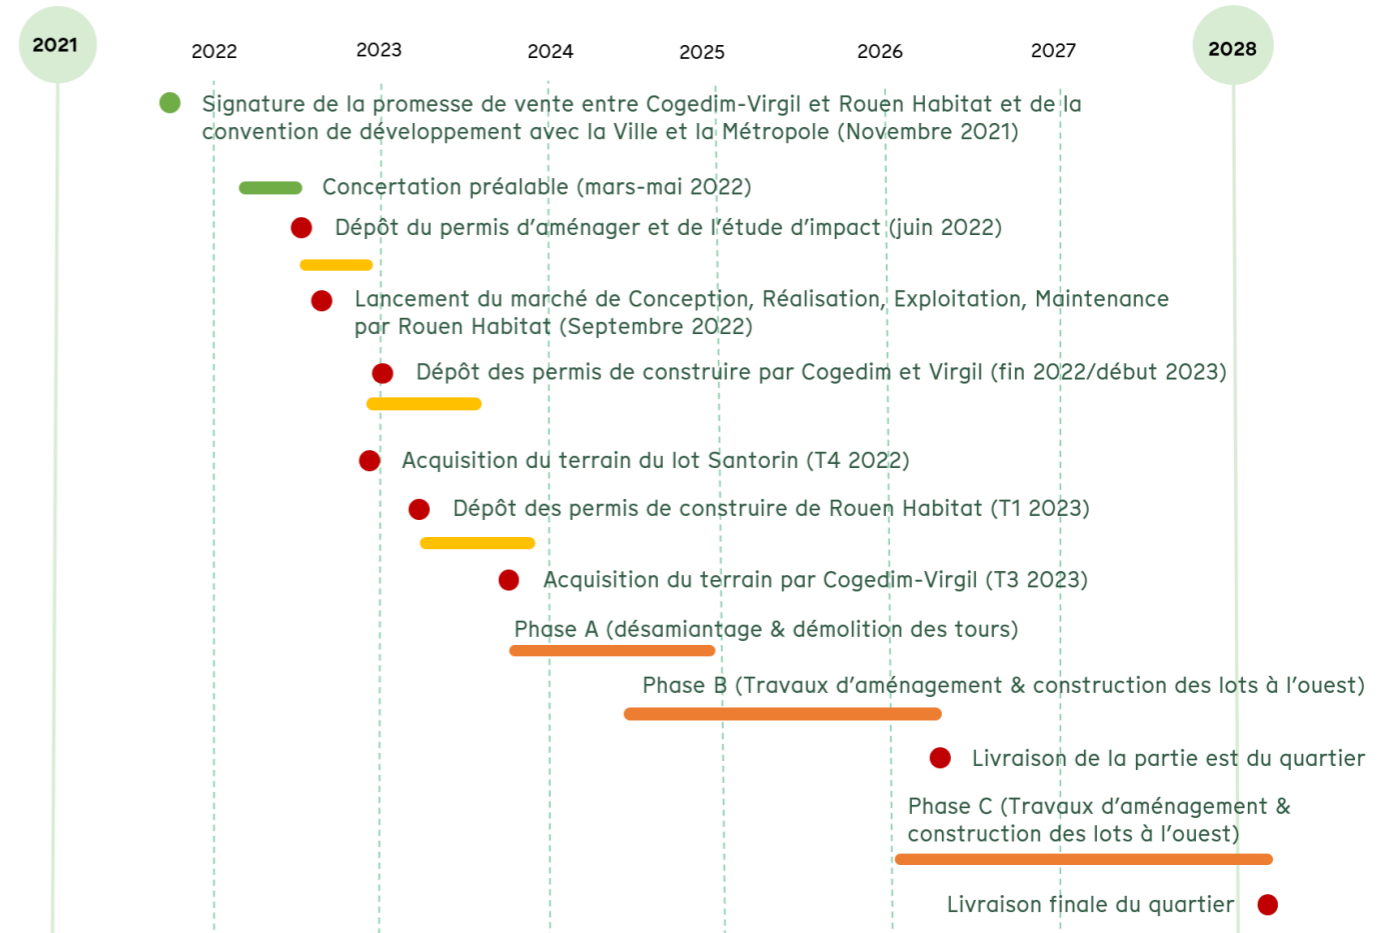 2021
2022
2023
2024
2025
2026
2027
2028
Signature de la promesse de vente entre Cogedim-Virgil et Rouen Habitat et de la
convention de développement avec la Ville et la Métropole (Novembre 2021)
Concertation préalable (mars-mai 2022)
Dépôt du permis d’aménager et de l’étude d’impact (juin 2022)
Lancement du marché de Conception, Réalisation, Exploitation, Maintenance
par Rouen Habitat (Septembre 2022)
Dépôt des permis de construire par Cogedim et Virgil (fin 2022/début 2023)
Acquisition du terrain du lot Santorin (T4 2022)
Dépôt des permis de construire de Rouen Habitat (T1 2023)
Acquisition du terrain par Cogedim-Virgil (T3 2023)
Phase A (désamiantage & démolition des tours)
Phase B (Travaux d’aménagement & construction des lots à l’ouest)
Livraison de la partie est du quartier
Phase C (Travaux d’aménagement &
construction des lots à l’ouest)
Livraison finale du quartier